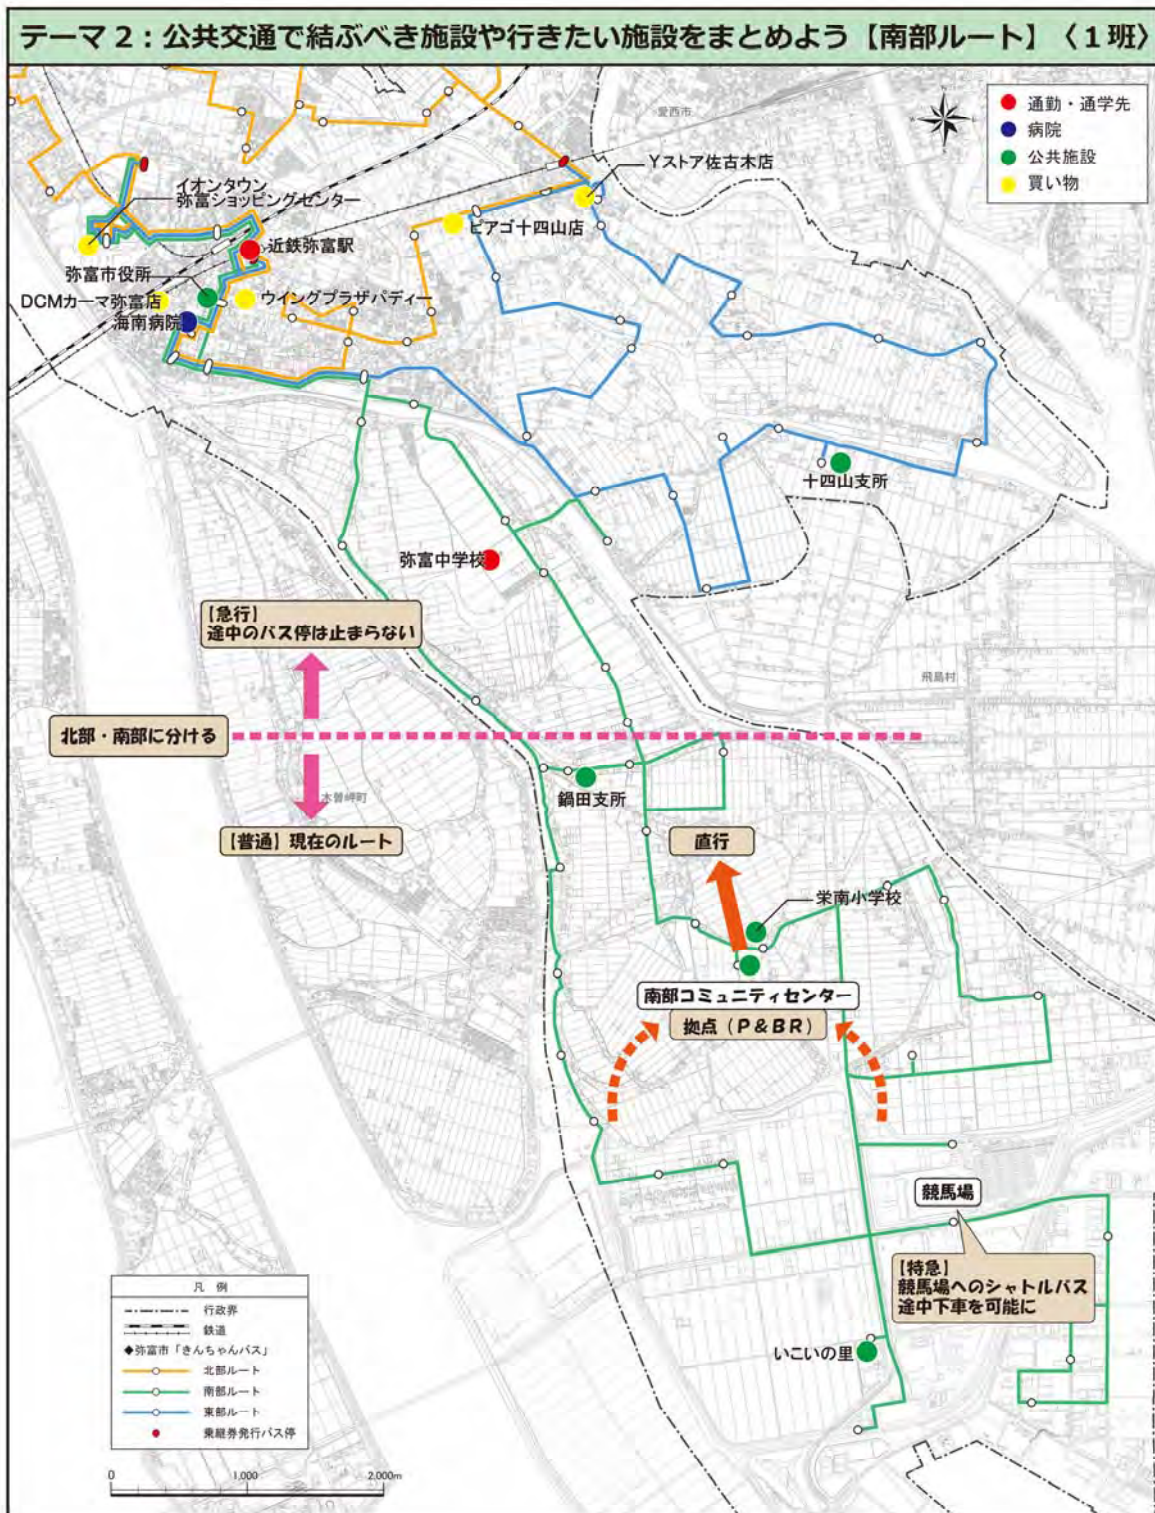 テーマ2：公共交通で結ぶべき施設や行きたい施設をまとめよう【南部ルート】〈1班〉
愛西市
通勤・通学先
病院
公共施設
買い物
Yストア佐古木店
イオンタウン
弥富ショッピングセンター
ピアゴ十四山店
近鉄弥富駅
弥富市役所
DCMカーマ弥富店
ウイングプラザパディー
海南病院
十四山支所
弥富中学校
【急行】
途中のバス停は止まらない
飛島村
北部・南部に分ける
木曽岬町
鍋田支所
【普通】現在のルート
直行
栄南小学校
南部コミュニティセンター
拠点（P&BR）
競馬場
【特急】
競馬場へのシャトルバス
途中下車を可能に
いこいの里
凡 例
行政界
鉄道
◆弥富市「きんちゃんバス」
北部ルート
南部ルート
東部ルート
乗継券発行バス停
0 1,000 2,000m